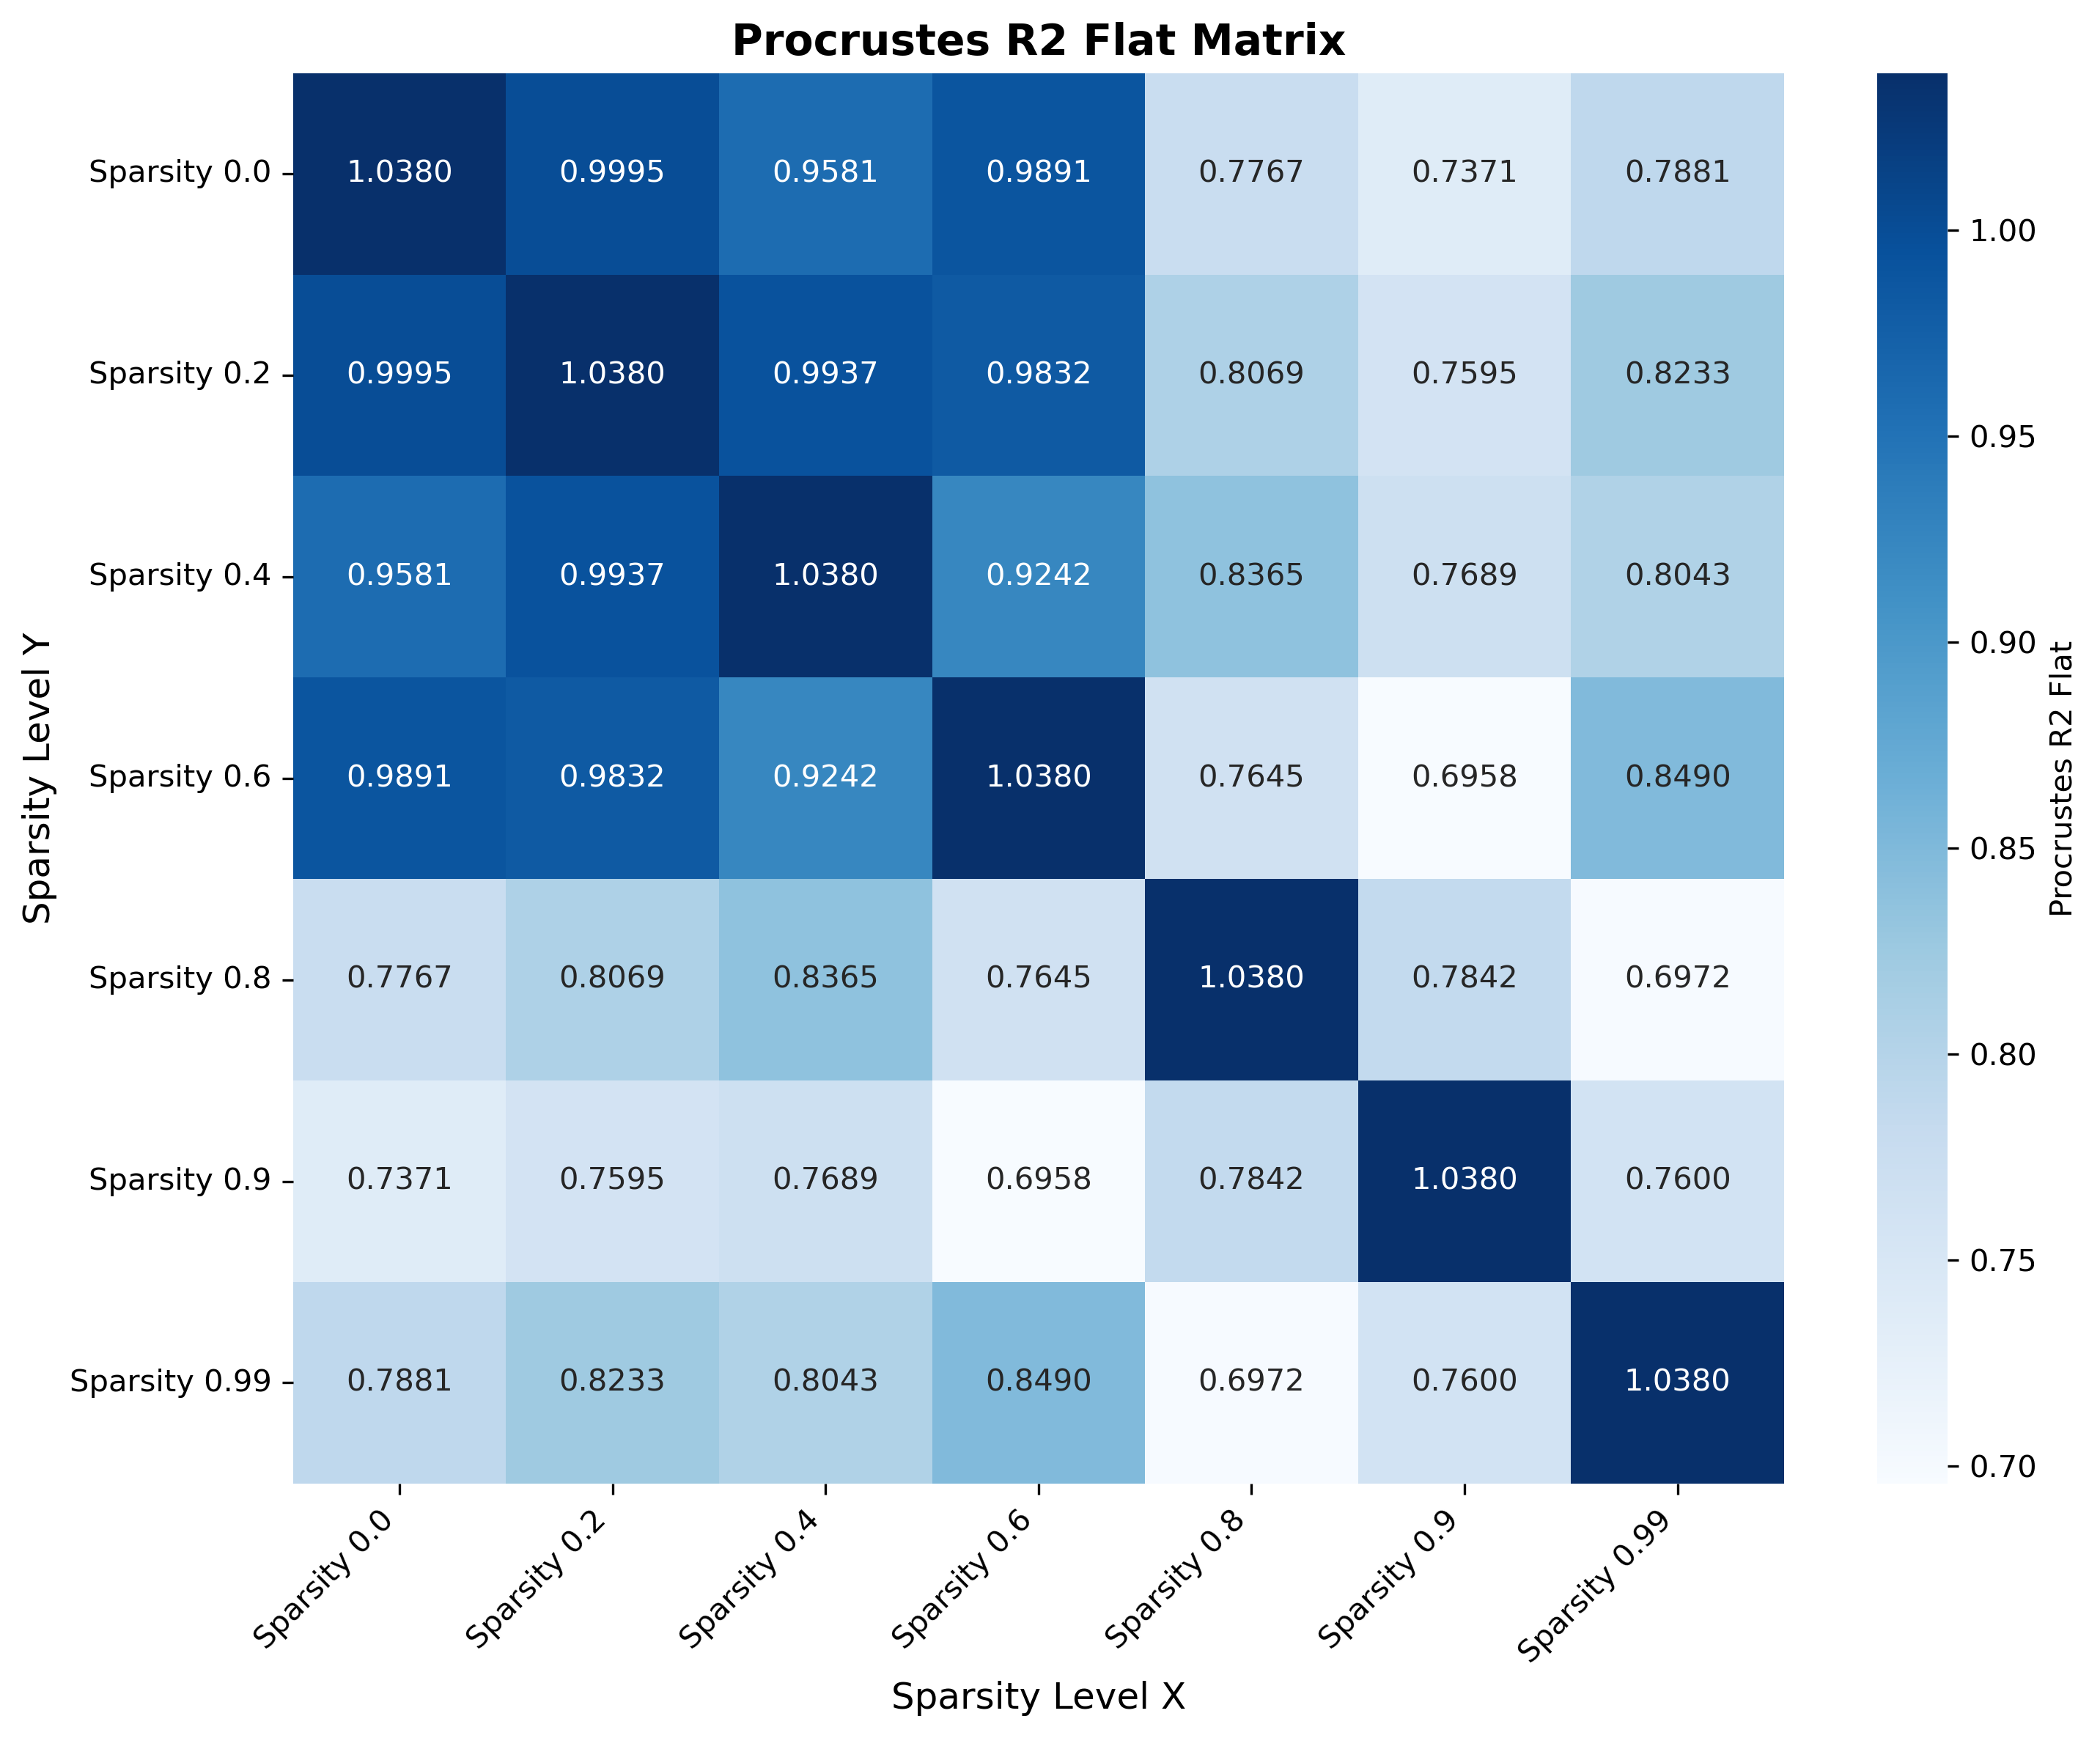 Procrustes R2 Flat Matrix
Sparsity 0.0 1.0380 0.9995 0.9581 0.9891 0.7767 0.7371 0.7881
Sparsity 0.2 0.9995 1.0380 0.9937 0.9832 0.8069 0.7595 0.8233
Sparsity 0.4 0.9581 0.9937 1.0380 0.9242 0.8365 0.7689 0.8043
Sparsity 0.6 0.9891 0.9832 0.9242 1.0380 0.7645 0.6958 0.8490
Sparsity 0.8 0.7767 0.8069 0.8365 0.7645 1.0380 0.7842 0.6972
Sparsity 0.9 0.7371 0.7595 0.7689 0.6958 0.7842 1.0380 0.7600
Sparsity 0.99 0.7881 0.8233 0.8043 0.8490 0.6972 0.7600 1.0380
Sparsity 0.0 Sparsity 0.2 Sparsity 0.4 Sparsity 0.6 Sparsity 0.8 Sparsity 0.9 Sparsity 0.99
Sparsity Level X
Sparsity Level Y
1.00
0.95
0.90
0.85
0.80
0.75
0.70
Procrustes R2 Flat